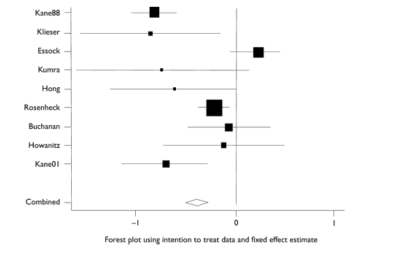 Kane88
Klieser
Essock
Kumra
Hong
Rosenheck
Buchanan
Howanitz
Kane01
Combined
−1 0 1
Forest plot using intention to treat data and fixed effect estimate